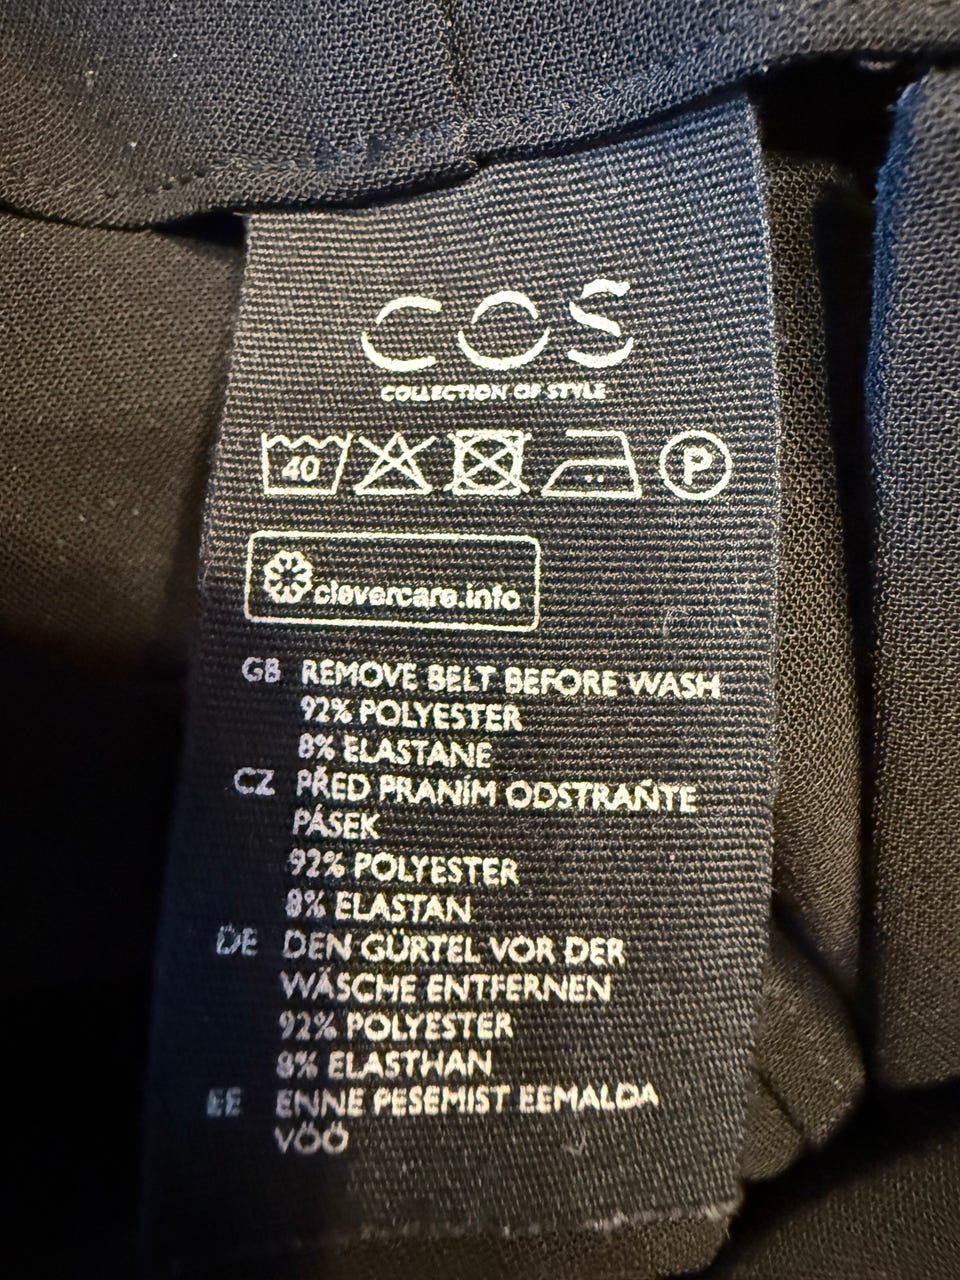 COS
COLLECTION OF STYLE
40 P
clevercare.info
GB REMOVE BELT BEFORE WASH
92% POLYESTER
8% ELASTANE
CZ PŘED PRANÍM ODSTRAŇTE
PÁSEK
92% POLYESTER
8% ELASTAN
DE DEN GÜRTEL VOR DER
WÄSCHE ENTFERNEN
92% POLYESTER
8% ELASTHAN
EE ENNE PESEMIST EEMALDA
VÖÖ